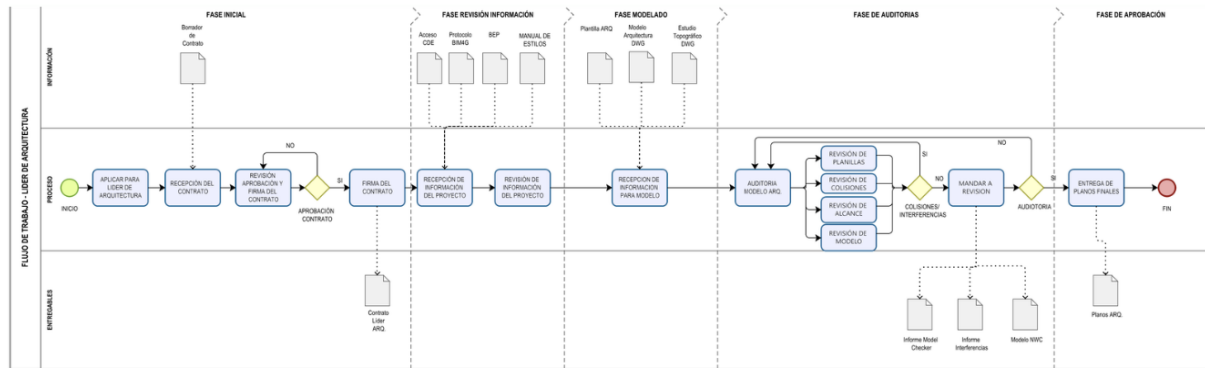 FASE INICIAL
FASE REVISIÓN INFORMACIÓN
FASE MODELADO
FASE DE AUDITORIAS
FASE DE APROBACIÓN
FLUJO DE TRABAJO - LIDER DE ARQUITECTURA
INFORMACIÓN
Borrador
de
Contrato
Acceso
CDE
Protocolo
BIM4G
BEP
MANUAL DE
ESTILOS
Plantilla ARQ
Modelo
Arquitectura
DWG
Estudio
Topográfico
DWG
PROCESO
INICIO
APLICAR PARA
LIDER DE
ARQUITECTURA
RECEPCIÓN DEL
CONTRATO
REVISIÓN
APROBACIÓN Y
FIRMA DEL
CONTRATO
NO
SI
APROBACIÓN
CONTRATO
FIRMA DEL
CONTRATO
RECEPCIÓN DE
INFORMACIÓN
DEL PROYECTO
REVISIÓN DE
INFORMACIÓN
DEL PROYECTO
RECEPCION DE
INFORMACION
PARA MODELO
AUDITORIA
MODELO ARQ.
REVISIÓN DE
PLANILLAS
REVISIÓN DE
COLISIONES
REVISIÓN DE
ALCANCE
REVISIÓN DE
MODELO
SI
NO
COLISIONES/
INTERFERENCIAS
MANDAR A
REVISION
NO
SI
AUDIOTORIA
ENTREGA DE
PLANOS FINALES
FIN
ENTREGABLES
Contrato
Líder
ARQ.
Informe Model
Checker
Informe
Interferencias
Modelo NWC
Planos ARQ.